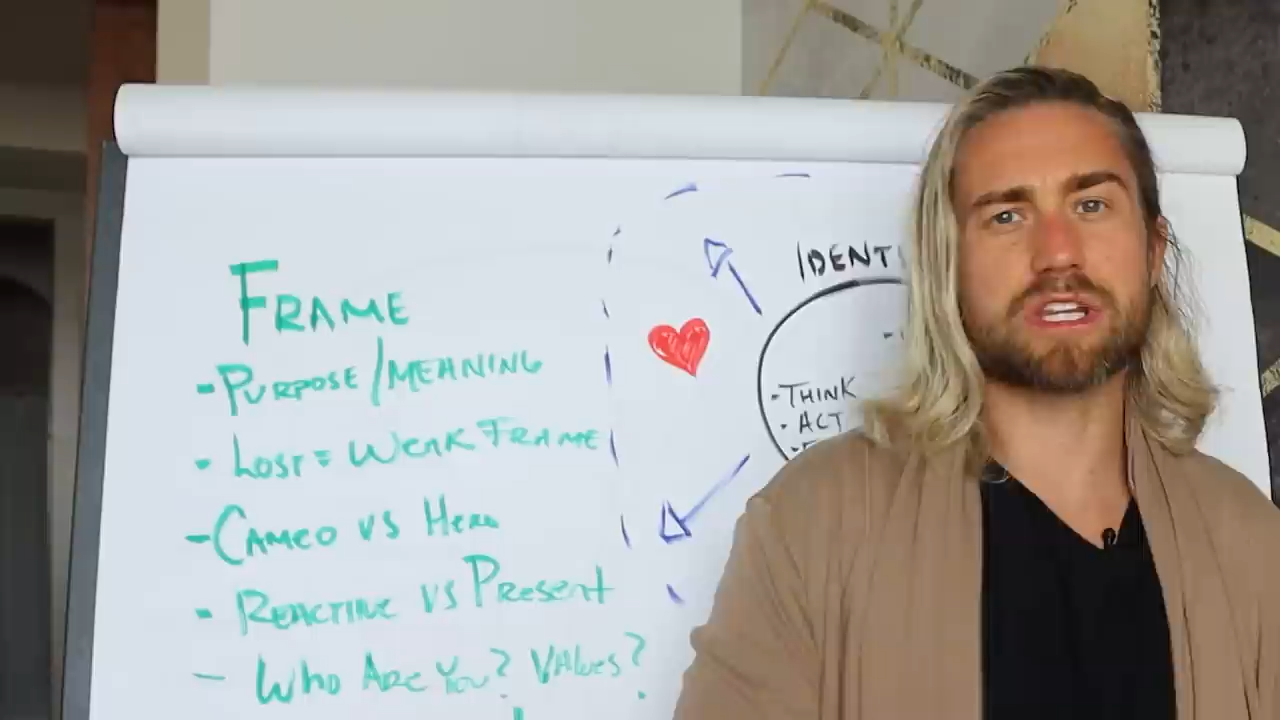 FRAME
- PURPOSE/MEANING
• LOST = WEAK FRAME
- CAMEO VS HERO
• REACTIVE VS PRESENT
- WHO ARE YOU? VALUES?
IDENT
- THINK
• ACT